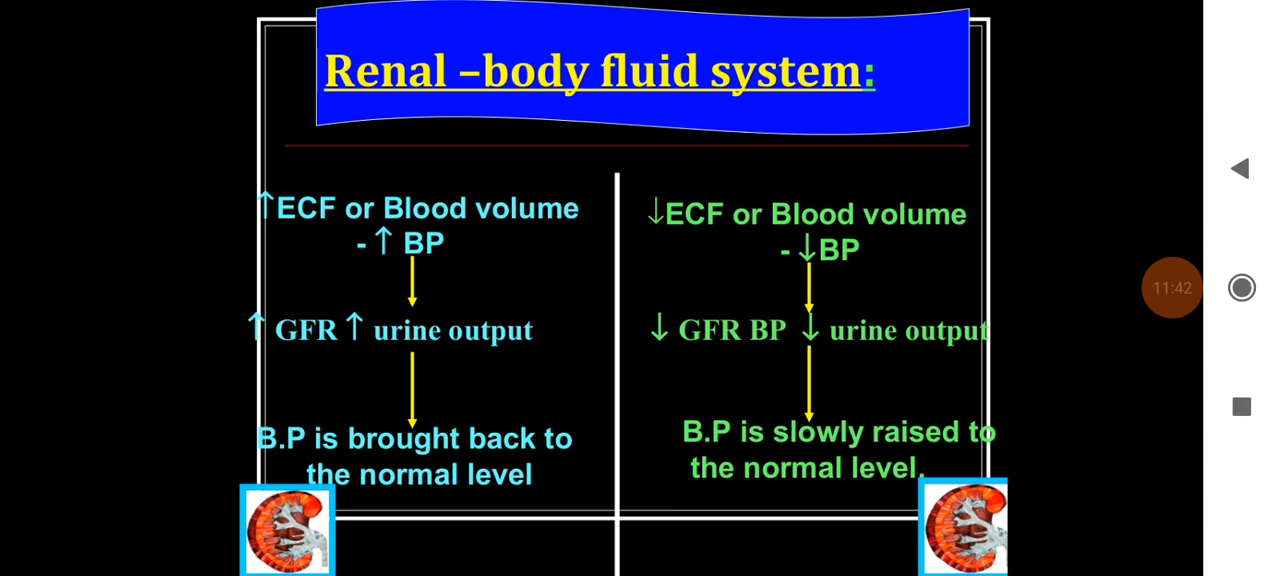 Renal –body fluid system:
↑ECF or Blood volume
- ↑ BP
↑ GFR ↑ urine output
B.P is brought back to
the normal level
↓ECF or Blood volume
- ↓BP
↓ GFR BP ↓ urine output
B.P is slowly raised to
the normal level.
11:42